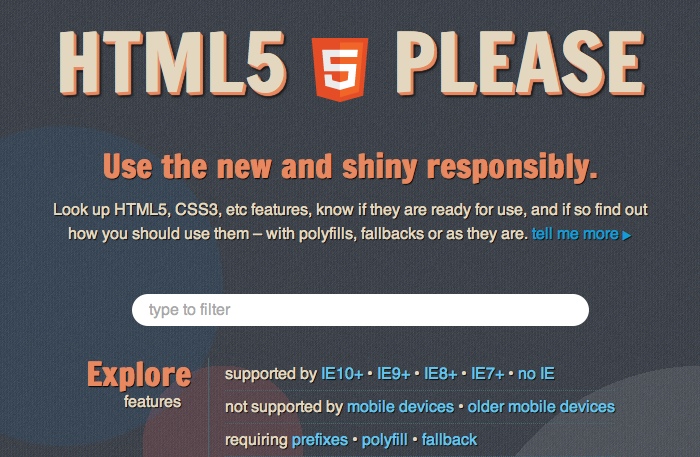 HTML5 5 PLEASE
Use the new and shiny responsibly.
Look up HTML5, CSS3, etc features, know if they are ready for use, and if so find out
how you should use them – with polyfills, fallbacks or as they are. tell me more ▸
type to filter
Explore
features
supported by IE10+ • IE9+ • IE8+ • IE7+ • no IE
not supported by mobile devices • older mobile devices
requiring prefixes • polyfill • fallback